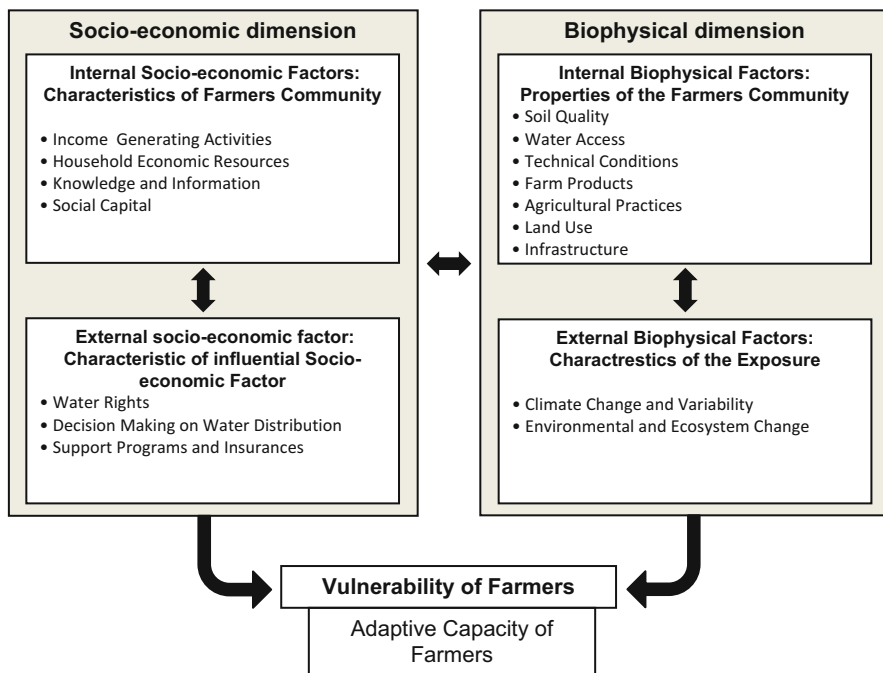 Socio-economic dimension
Internal Socio-economic Factors:
Characteristics of Farmers Community
• Income Generating Activities
• Household Economic Resources
• Knowledge and Information
• Social Capital
External socio-economic factor:
Characteristic of influential Socio-
economic Factor
• Water Rights
• Decision Making on Water Distribution
• Support Programs and Insurances
Biophysical dimension
Internal Biophysical Factors:
Properties of the Farmers Community
• Soil Quality
• Water Access
• Technical Conditions
• Farm Products
• Agricultural Practices
• Land Use
• Infrastructure
External Biophysical Factors:
Charactrestics of the Exposure
• Climate Change and Variability
• Environmental and Ecosystem Change
Vulnerability of Farmers
Adaptive Capacity of
Farmers